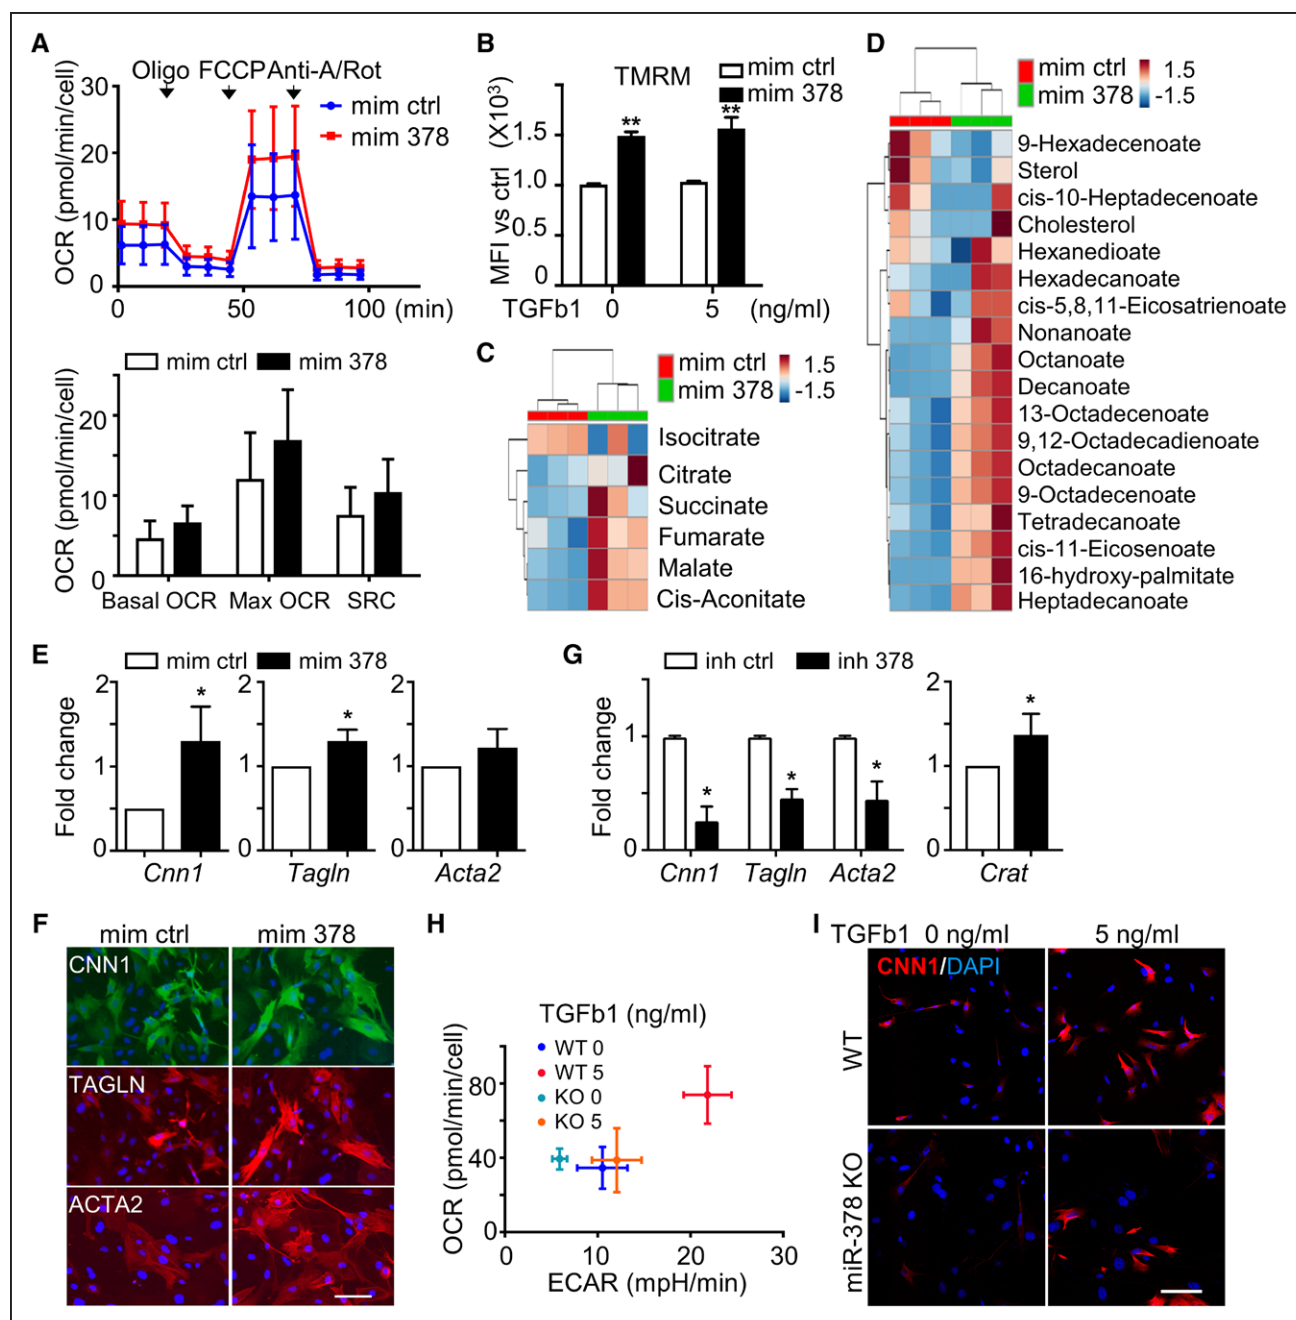 A
Oligo FCCPAnti-A/Rot
OCR (pmol/min/cell)
30
20
10
0
mim ctrl
mim 378
0 50 100 (min)
mim ctrl mim 378
OCR (pmol/min/cell)
20
10
0
Basal OCR Max OCR SRC
B
TMRM
mim ctrl
mim 378
MFI vs ctrl (X10³)
1.5
1.0
0.5
0
** **
TGFb1 0 5 (ng/ml)
C
mim ctrl
mim 378
1.5
-1.5
Isocitrate
Citrate
Succinate
Fumarate
Malate
Cis-Aconitate
D
mim ctrl
mim 378
1.5
-1.5
9-Hexadecenoate
Sterol
cis-10-Heptadecenoate
Cholesterol
Hexanedioate
Hexadecanoate
cis-5,8,11-Eicosatrienoate
Nonanoate
Octanoate
Decanoate
13-Octadecenoate
9,12-Octadecadienoate
Octadecanoate
9-Octadecenoate
Tetradecanoate
cis-11-Eicosenoate
16-hydroxy-palmitate
Heptadecanoate
E
mim ctrl mim 378
Fold change
2
1
0
*
Cnn1
2
1
0
*
Tagln
2
1
0
Acta2
G
inh ctrl inh 378
Fold change
1
0
* * *
Cnn1 Tagln Acta2
2
1
0
*
Crat
F
mim ctrl mim 378
CNN1
TAGLN
ACTA2
H
TGFb1 (ng/ml)
WT 0
WT 5
KO 0
KO 5
OCR (pmol/min/cell)
80
40
0
0 10 20 30
ECAR (mpH/min)
I
TGFb1 0 ng/ml 5 ng/ml
CNN1/DAPI
WT
miR-378 KO